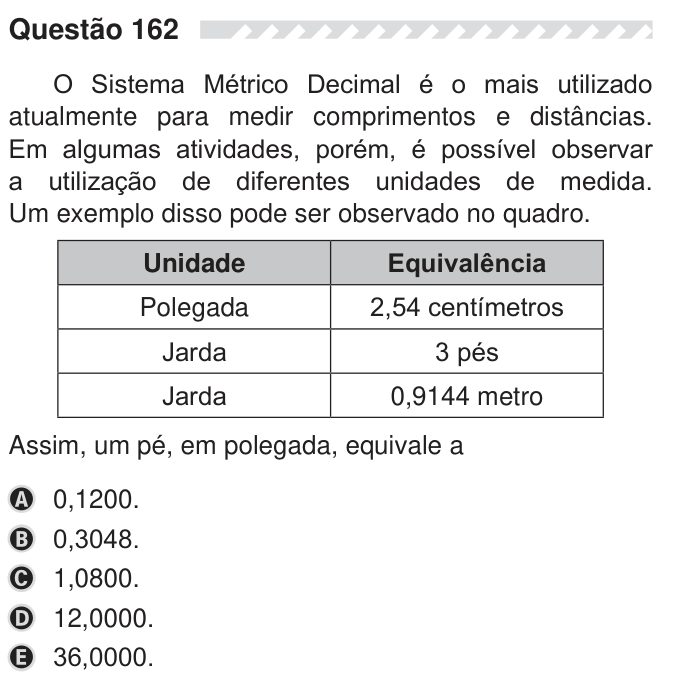 Questão 162
O Sistema Métrico Decimal é o mais utilizado
atualmente para medir comprimentos e distâncias.
Em algumas atividades, porém, é possível observar
a utilização de diferentes unidades de medida.
Um exemplo disso pode ser observado no quadro.
Unidade Equivalência
Polegada 2,54 centímetros
Jarda 3 pés
Jarda 0,9144 metro
Assim, um pé, em polegada, equivale a
A 0,1200.
B 0,3048.
C 1,0800.
D 12,0000.
E 36,0000.